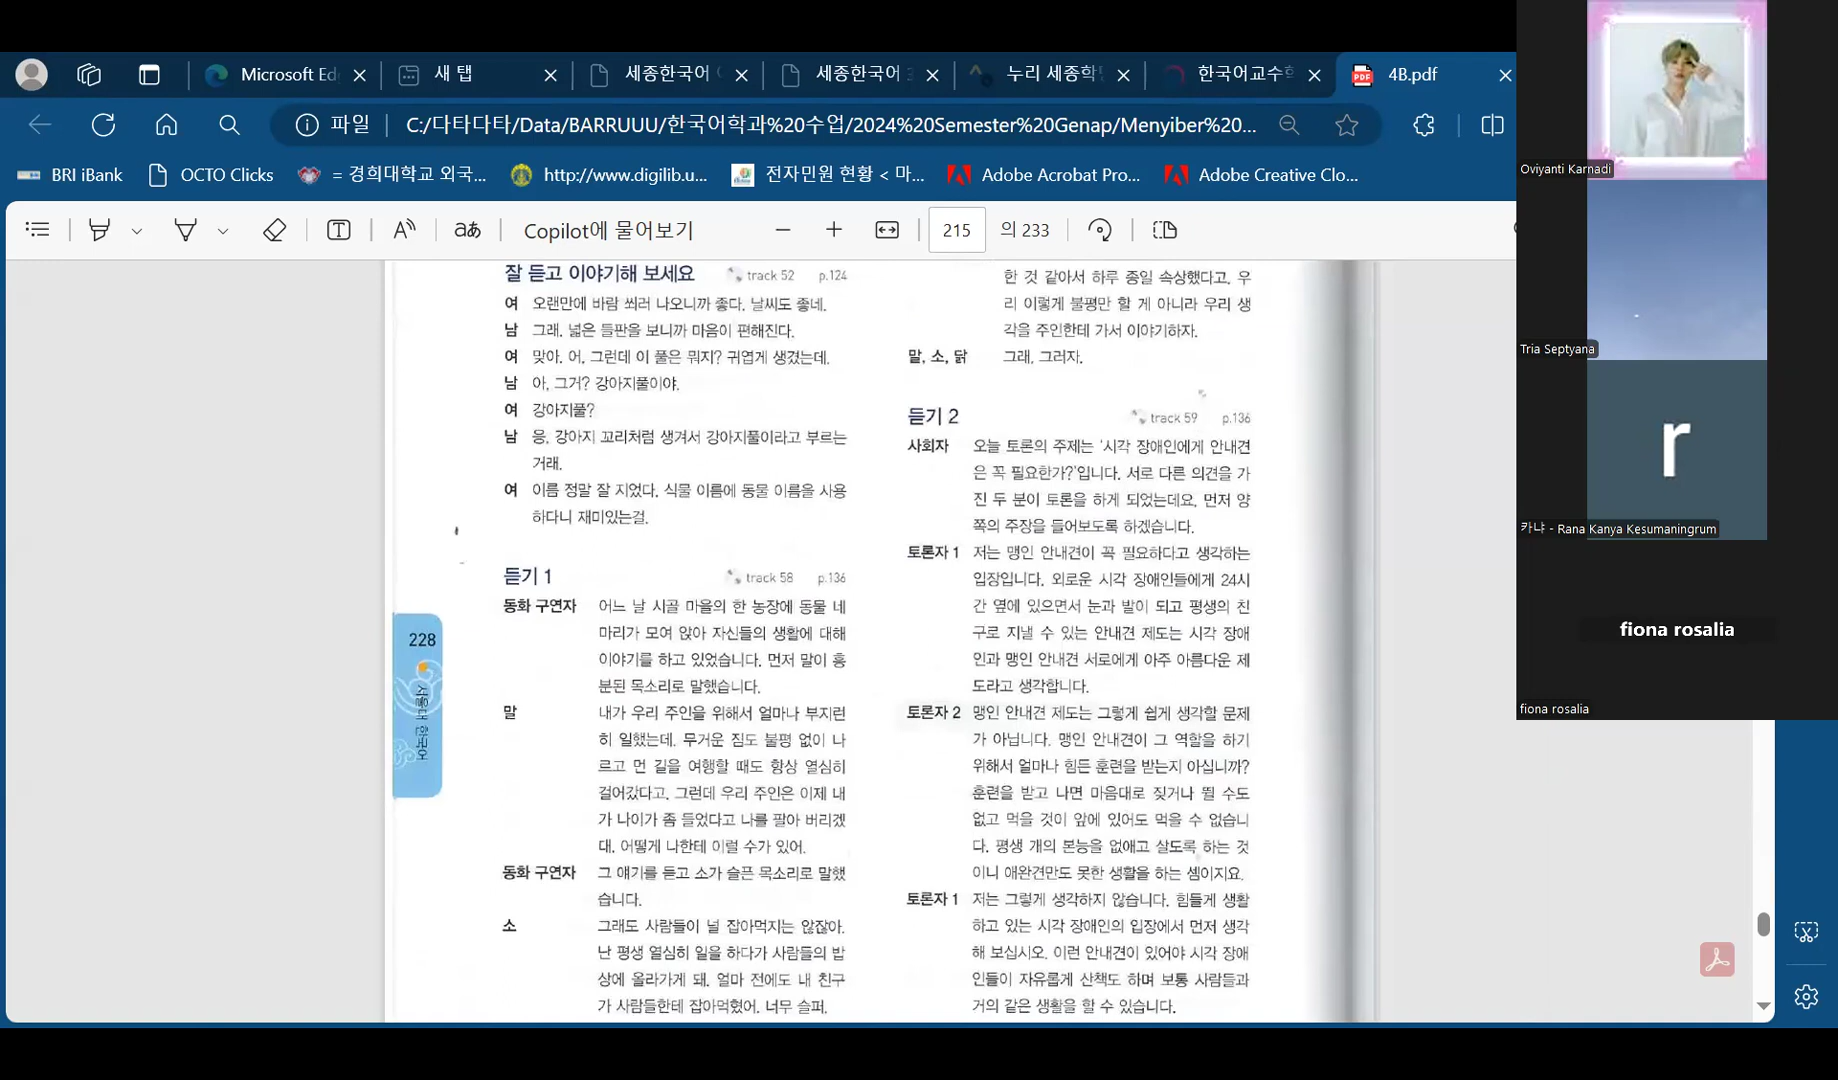 Microsoft Ed
새 탭
세종한국어
세종한국어 3
누리 세종학
한국어교수
4B.pdf
파일
C:/다타다타/Data/BARRUUU/한국어학과%20수업/2024%20Semester%20Genap/Menyiber%20...
BRI iBank
OCTO Clicks
= 경희대학교 외국...
http://www.digilib.u...
전자민원 현황 < 마...
Adobe Acrobat Pro...
Adobe Creative Clo...
Copilot에 물어보기
215 의 233
잘 듣고 이야기해 보세요 track 52 p.124
여 오랜만에 바람 쐬러 나오니까 좋다. 날씨도 좋네.
남 그래. 넓은 들판을 보니까 마음이 편해진다.
여 맞아. 어, 그런데 이 풀은 뭐지? 귀엽게 생겼는데.
남 아, 그거? 강아지풀이야.
여 강아지풀?
남 응, 강아지 꼬리처럼 생겨서 강아지풀이라고 부르는
거래.
여 이름 정말 잘 지었다. 식물 이름에 동물 이름을 사용
하다니 재미있는걸.
듣기 1 track 58 p.136
동화 구연자 어느 날 시골 마을의 한 농장에 동물 네
마리가 모여 앉아 자신들의 생활에 대해
이야기를 하고 있었습니다. 먼저 말이 흥
분된 목소리로 말했습니다.
말 내가 우리 주인을 위해서 얼마나 부지런
히 일했는데. 무거운 짐도 불평 없이 나
르고 먼 길을 여행할 때도 항상 열심히
걸어갔다고. 그런데 우리 주인은 이제 내
가 나이가 좀 들었다고 나를 팔아 버리겠
대. 어떻게 나한테 이럴 수가 있어.
동화 구연자 그 얘기를 듣고 소가 슬픈 목소리로 말했
습니다.
소 그래도 사람들이 널 잡아먹지는 않잖아.
난 평생 열심히 일을 하다가 사람들의 밥
상에 올라가게 돼. 얼마 전에도 내 친구
가 사람들한테 잡아먹혔어. 너무 슬퍼.
228
서울대 한국어
한 것 같아서 하루 종일 속상했다고. 우
리 이렇게 불평만 할 게 아니라 우리 생
각을 주인한테 가서 이야기하자.
말, 소, 닭 그래, 그러자.
듣기 2 track 59 p.136
사회자 오늘 토론의 주제는 '시각 장애인에게 안내견
은 꼭 필요한가?'입니다. 서로 다른 의견을 가
진 두 분이 토론을 하게 되었는데요, 먼저 양
쪽의 주장을 들어보도록 하겠습니다.
토론자 1 저는 맹인 안내견이 꼭 필요하다고 생각하는
입장입니다. 외로운 시각 장애인들에게 24시
간 옆에 있으면서 눈과 발이 되고 평생의 친
구로 지낼 수 있는 안내견 제도는 시각 장애
인과 맹인 안내견 서로에게 아주 아름다운 제
도라고 생각합니다.
토론자 2 맹인 안내견 제도는 그렇게 쉽게 생각할 문제
가 아닙니다. 맹인 안내견이 그 역할을 하기
위해서 얼마나 힘든 훈련을 받는지 아십니까?
훈련을 받고 나면 마음대로 짖거나 뛸 수도
없고 먹을 것이 앞에 있어도 먹을 수 없습니
다. 평생 개의 본능을 없애고 살도록 하는 것
이니 애완견만도 못한 생활을 하는 셈이지요.
토론자 1 저는 그렇게 생각하지 않습니다. 힘들게 생활
하고 있는 시각 장애인의 입장에서 먼저 생각
해 보십시오. 이런 안내견이 있어야 시각 장애
인들이 자유롭게 산책도 하며 보통 사람들과
거의 같은 생활을 할 수 있습니다.
Oviyanti Karnadi
Tria Septyana
r
카냐 - Rana Kanya Kesumaningrum
fiona rosalia
fiona rosalia